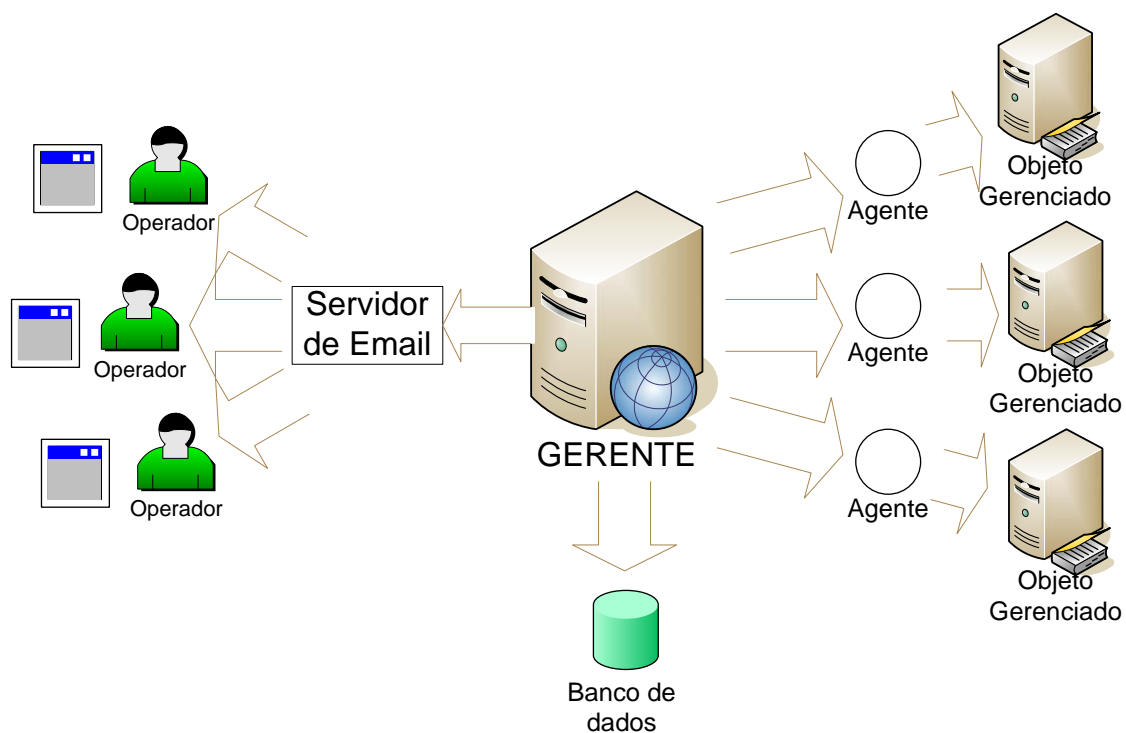 Operador
Operador
Operador
Servidor
de Email
GERENTE
Banco de
dados
Agente
Agente
Agente
Objeto
Gerenciado
Objeto
Gerenciado
Objeto
Gerenciado